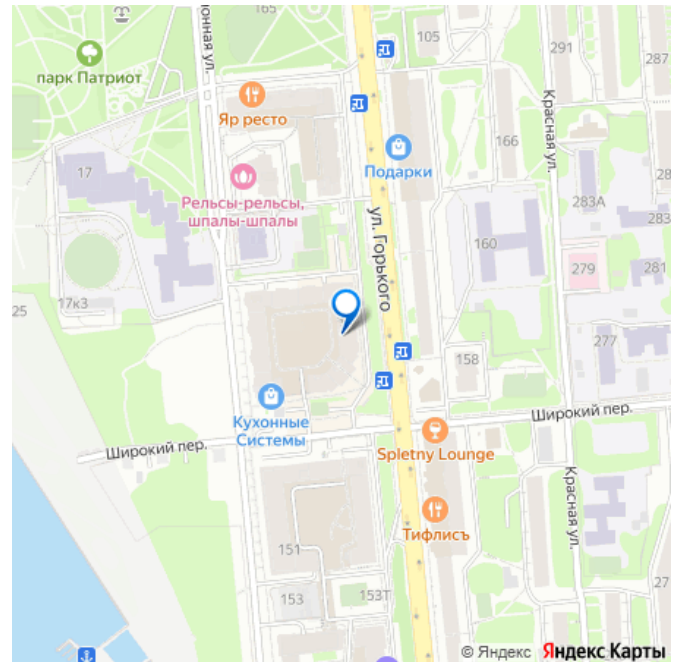 165
105
291
287
ионная ул.
парк Патриот
Яр ресто
Красная ул.
166
Подарки
17
Рельсы-рельсы,
шпалы-шпалы
283А
28
283
ул. Горького
160
279
281
17к3
25
277
158
Кухонные
Системы
Широкий пер.
Широкий пер.
Spletny Lounge
Красная ул.
Тифлисъ
151
153
153Т
27
© Яндекс Яндекс Карты